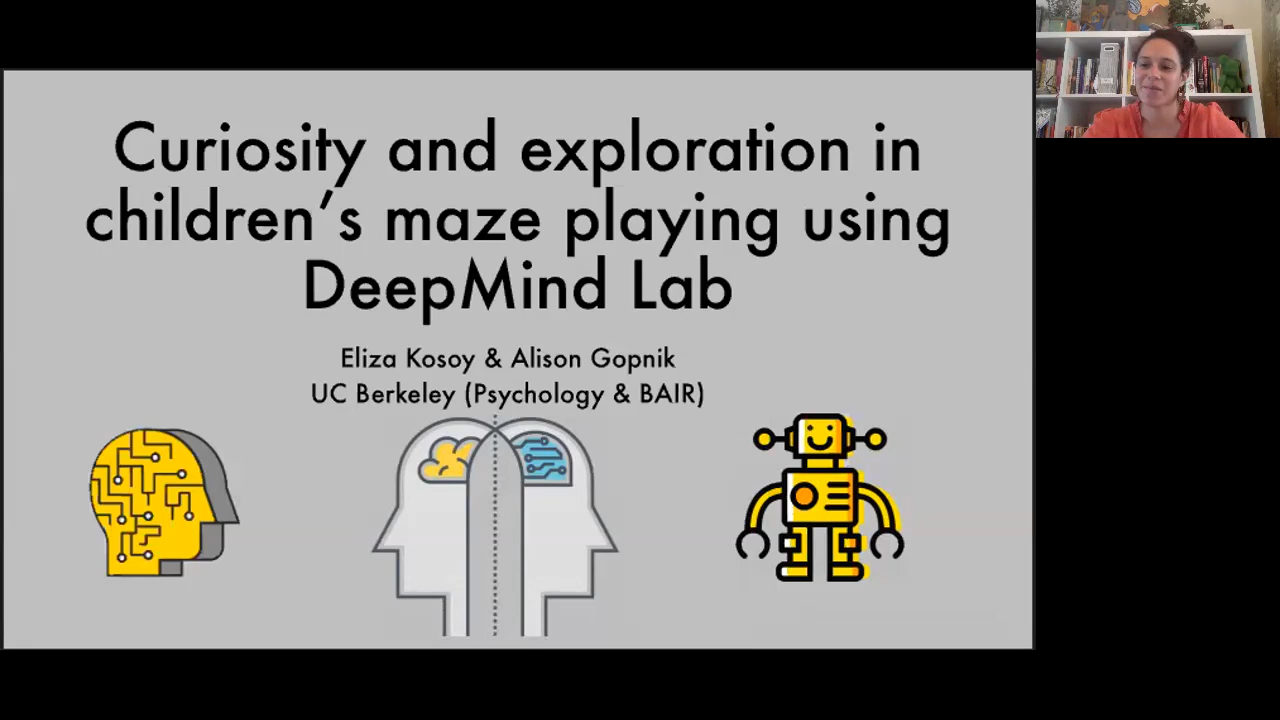 Curiosity and exploration in
children’s maze playing using
DeepMind Lab
Eliza Kosoy & Alison Gopnik
UC Berkeley (Psychology & BAIR)